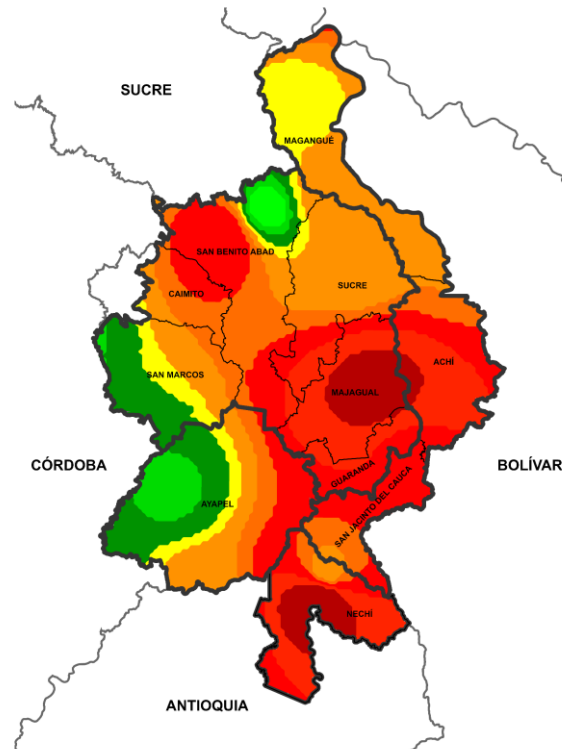 SUCRE
MAGANGUÉ
SAN BENITO ABAD
SUCRE
CAIMITO
ACHÍ
SAN MARCOS
MAJAGUAL
CÓRDOBA
BOLÍVAR
GUARANDA
SAN JACINTO DEL CAUCA
AYAPEL
NECHÍ
ANTIOQUIA